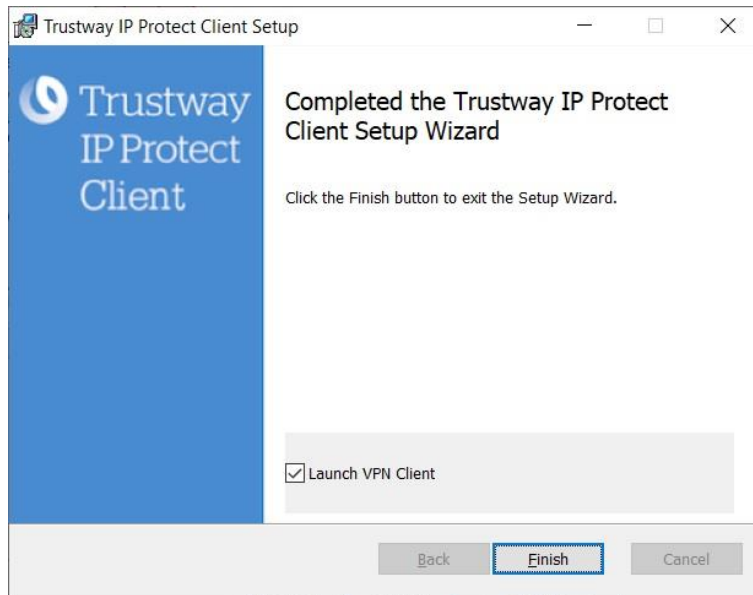 Trustway IP Protect Client Setup
Trustway
IP Protect
Client
Completed the Trustway IP Protect
Client Setup Wizard
Click the Finish button to exit the Setup Wizard.
Launch VPN Client
Back
Finish
Cancel